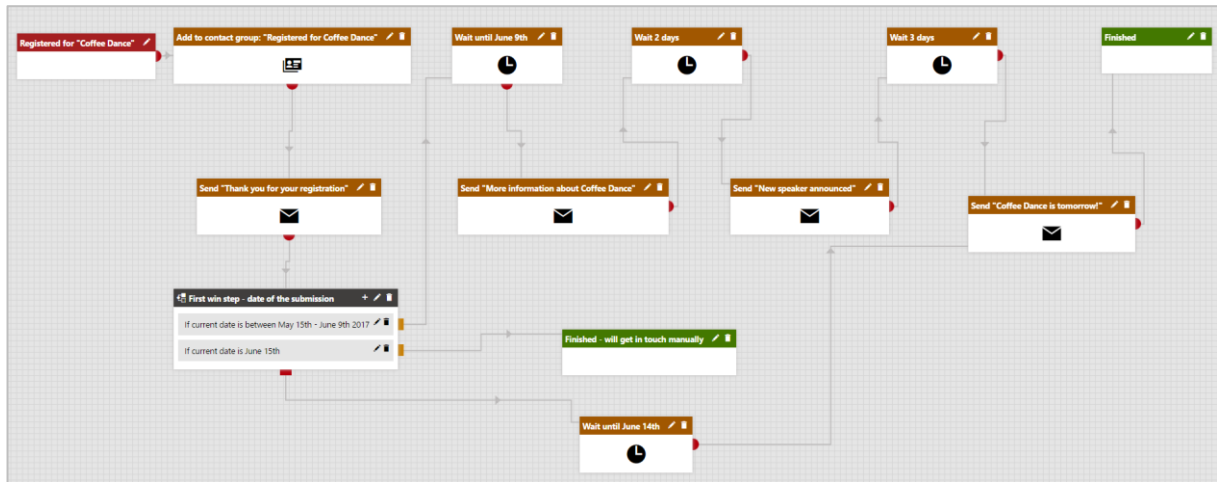 Registered for "Coffee Dance"
Add to contact group: "Registered for Coffee Dance"
Wait until June 9th
Wait 2 days
Wait 3 days
Finished
Send "Thank you for your registration"
Send "More information about Coffee Dance"
Send "New speaker announced"
Send "Coffee Dance is tomorrow!"
First win step - date of the submission
If current date is between May 15th - June 9th 2017
If current date is June 15th
Finished - will get in touch manually
Wait until June 14th